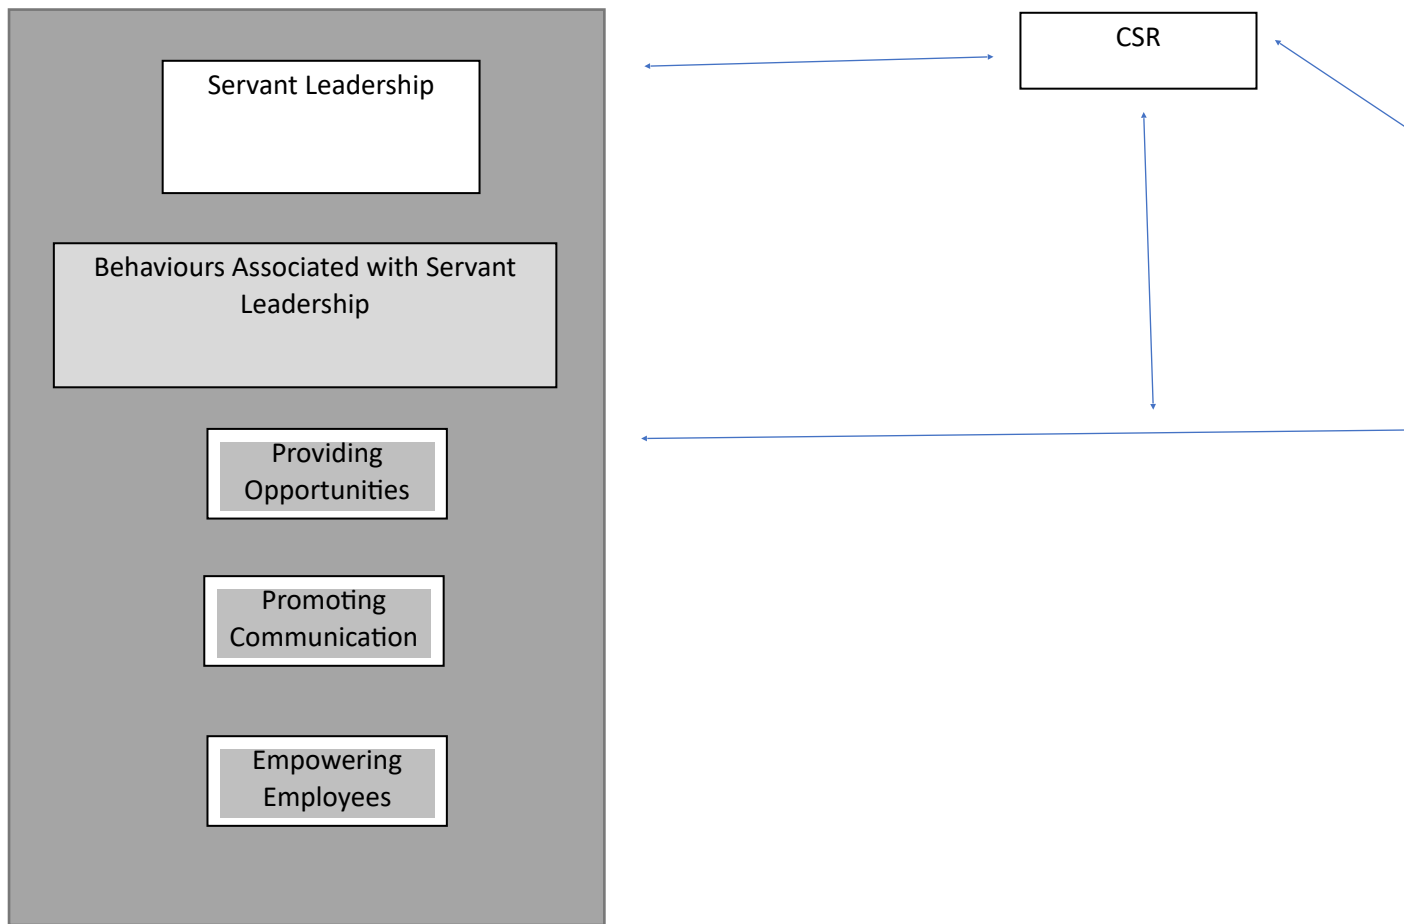 Servant Leadership
CSR
Behaviours Associated with Servant
Leadership
Providing
Opportunities
Promoting
Communication
Empowering
Employees